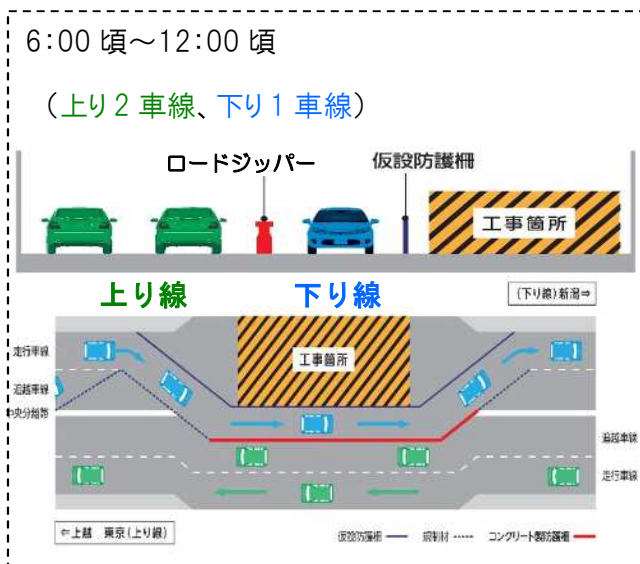 6:00 頃～12:00 頃
（上り 2 車線、下り 1 車線）
ロードジッパー 仮設防護柵
工事箇所
上り線 下り線
(下り線)新潟⇒
走行車線
工事箇所
追越車線
中央分離帯
追越車線
走行車線
⇐上越 東京(上り線)
仮設防護柵 規制材 コンクリート製防護柵